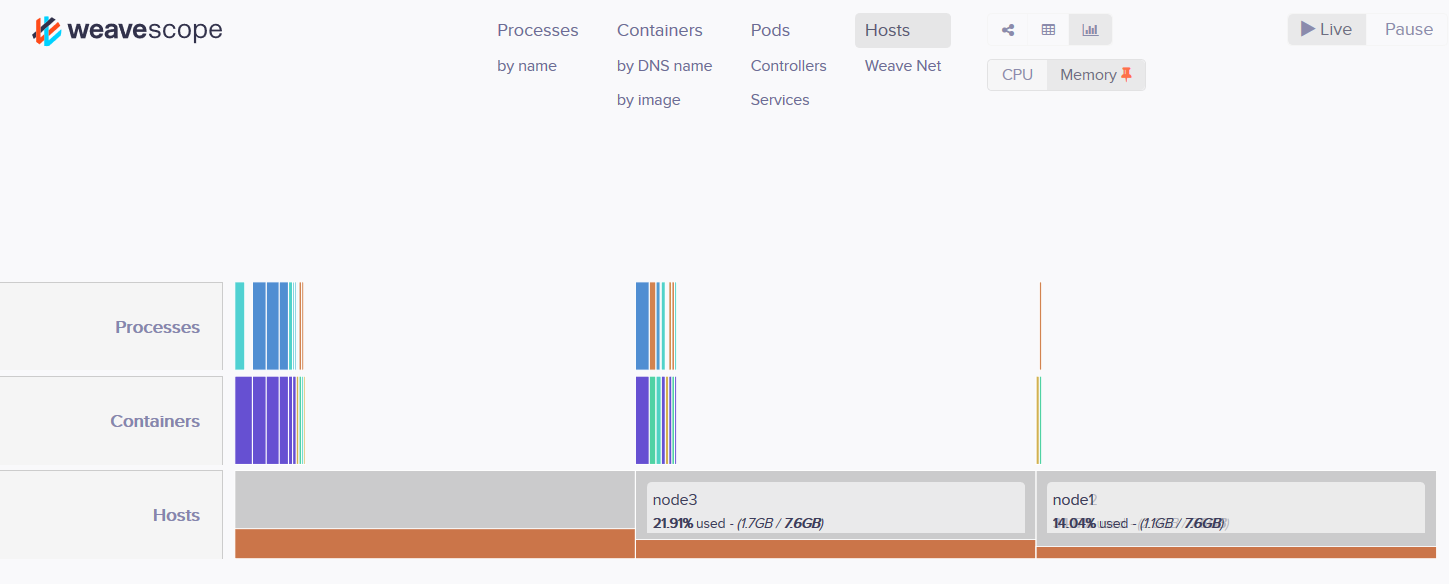 weavescope
Processes
Containers
Pods
Hosts
Live
Pause
by name
by DNS name
Controllers
Weave Net
CPU
Memory
by image
Services
Processes
Containers
Hosts
node3
21.91% used - (1.7GB / 7.6GB)
node1
14.04% used - (1.1GB / 7.6GB)